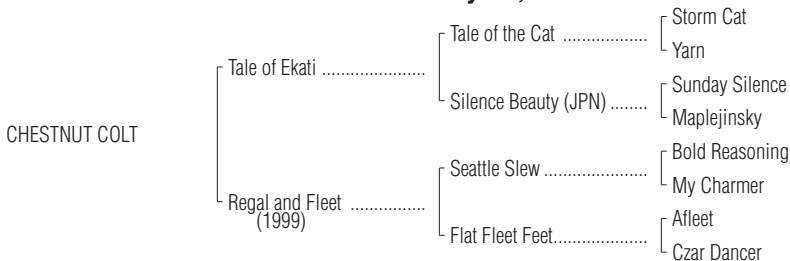 Storm Cat
Tale of the Cat ..................
Yarn
Tale of Ekati ......................
Sunday Silence
Silence Beauty (JPN) ........
Maplejinsky
CHESTNUT COLT
Bold Reasoning
Seattle Slew ......................
My Charmer
Regal and Fleet ................
(1999)
Afleet
Flat Fleet Feet....................
Czar Dancer